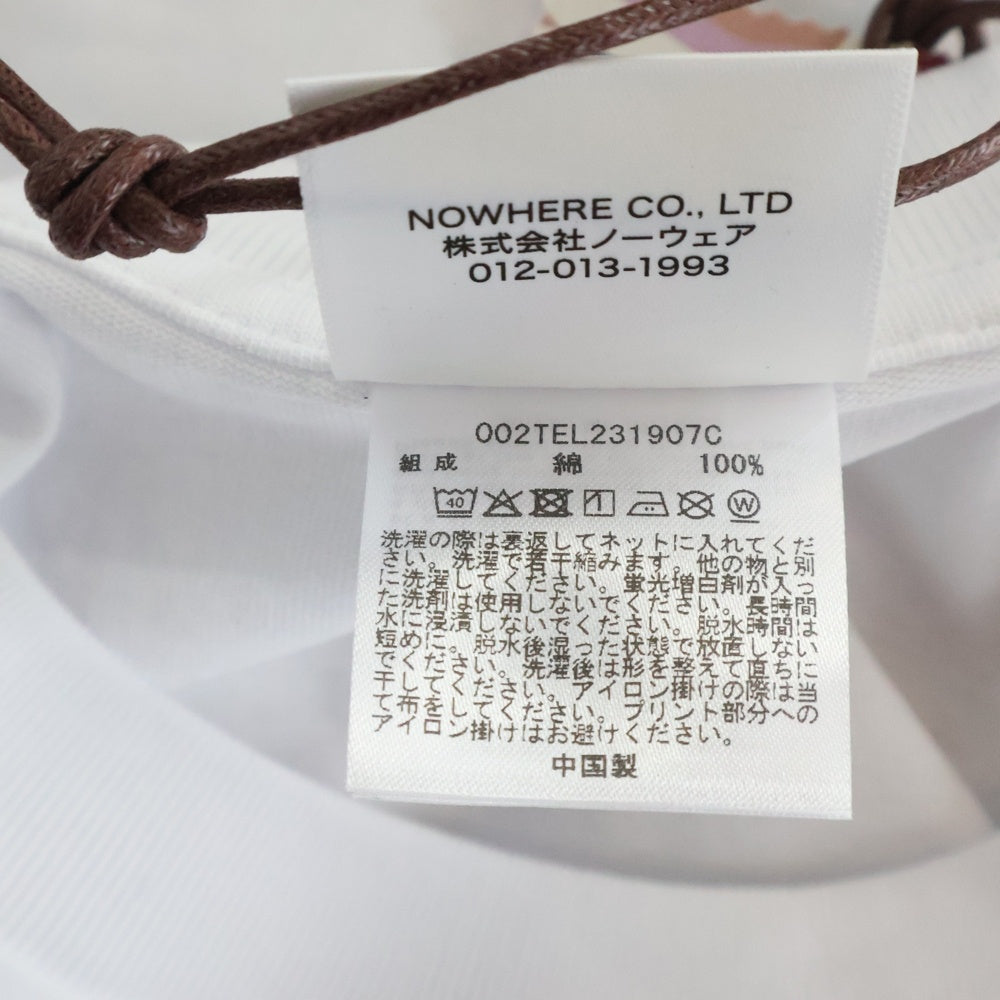 NOWHERE CO., LTD
株式会社ノーウェア
012-013-1993
002TEL231907C
組成 綿 100%
40 W
洗濯の際は裏返してネットに入れてくだ
さい。洗濯で若干縮みます。他の物と別
に洗濯してください。蛍光増白剤が入っ
た洗剤は使用しないでください。長時間
水に浸漬しないでください。脱水時間は
短めに。脱水後湿った状態で放置しない
でください。洗濯後は形を整えて直ちに
干してください。アイロン掛けの際は当
て布をしてください。プリント部分への
アイロン掛けはお避けください。
中国製